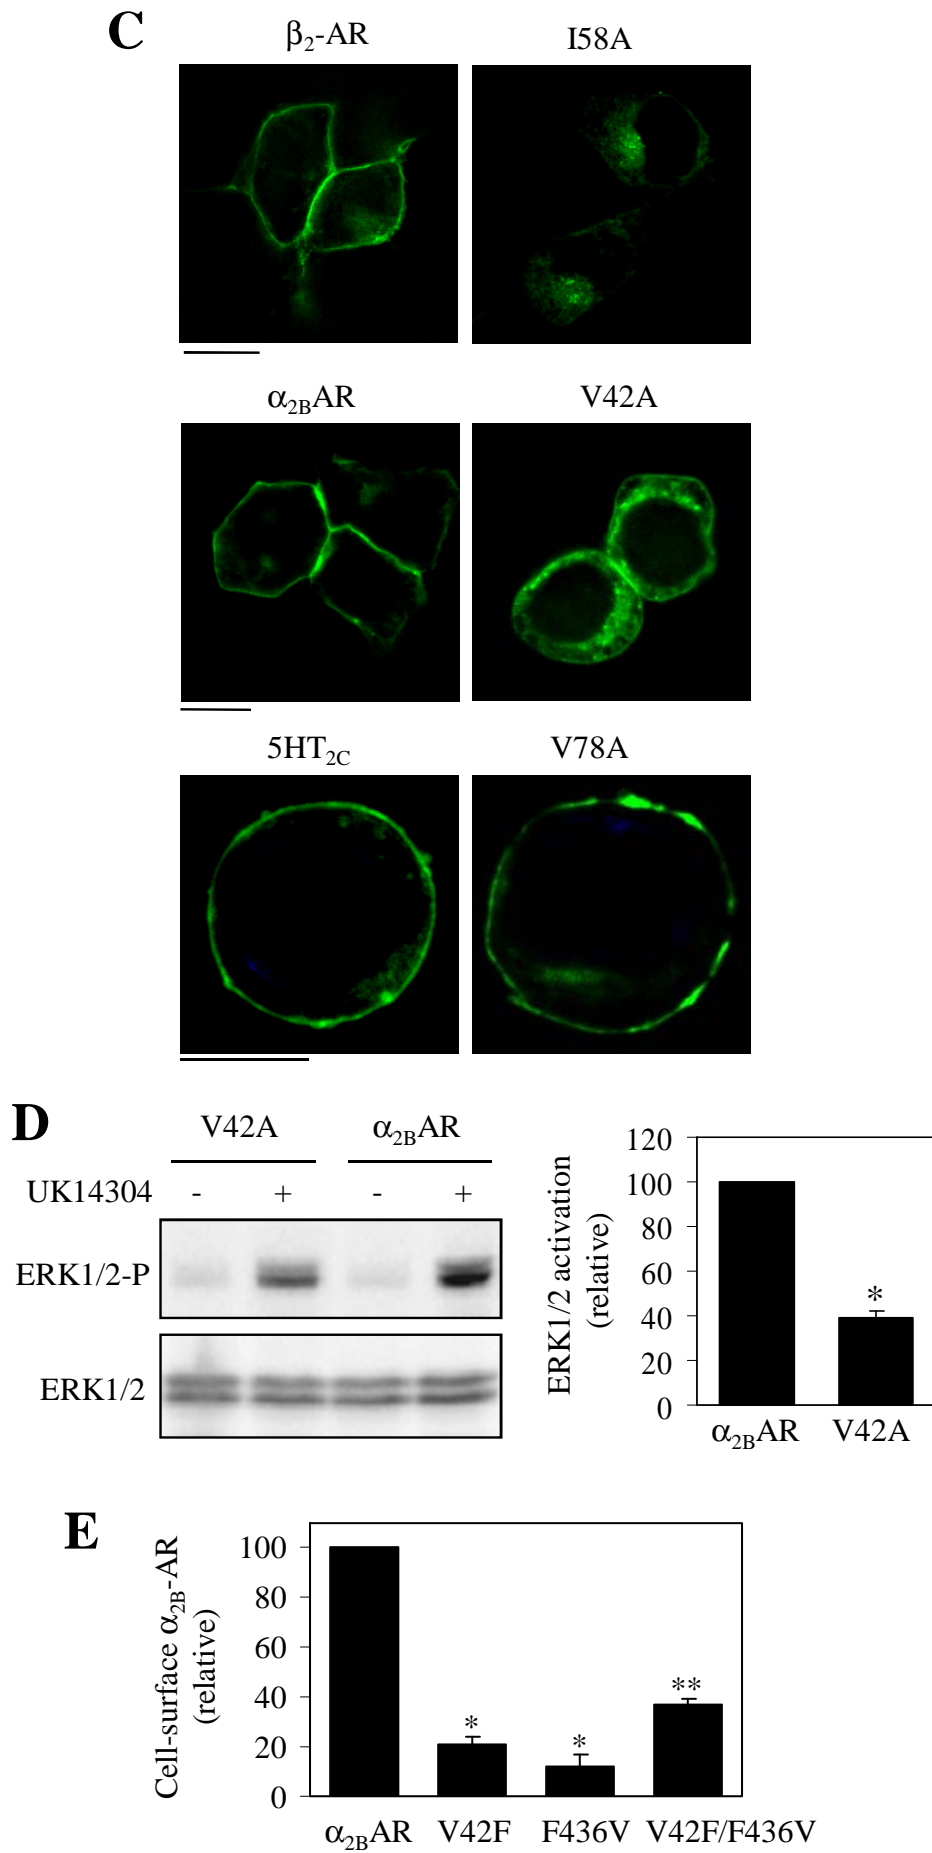 C
β2-AR I58A
α2BAR V42A
5HT2C V78A
D
V42A α2BAR
UK14304 - + - +
ERK1/2-P
ERK1/2
ERK1/2 activation
(relative)
120
100
80
60
40
20
0
*
α2BAR V42A
E
Cell-surface α2B-AR
(relative)
100
80
60
40
20
0
* * **
α2BAR V42F F436V V42F/F436V